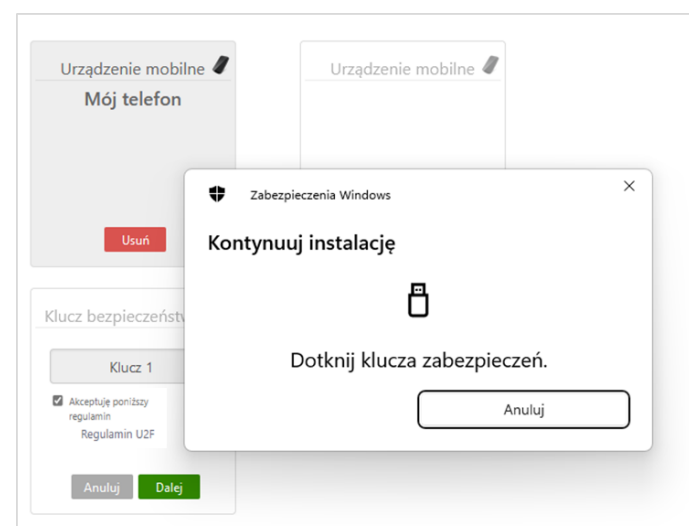 Urządzenie mobilne
Mój telefon
Usuń
Urządzenie mobilne
Zabezpieczenia Windows
Kontynuuj instalację
Dotknij klucza zabezpieczeń.
Anuluj
Klucz bezpieczeństw
Klucz 1
Akceptuję poniższy
regulamin
Regulamin U2F
Anuluj
Dalej